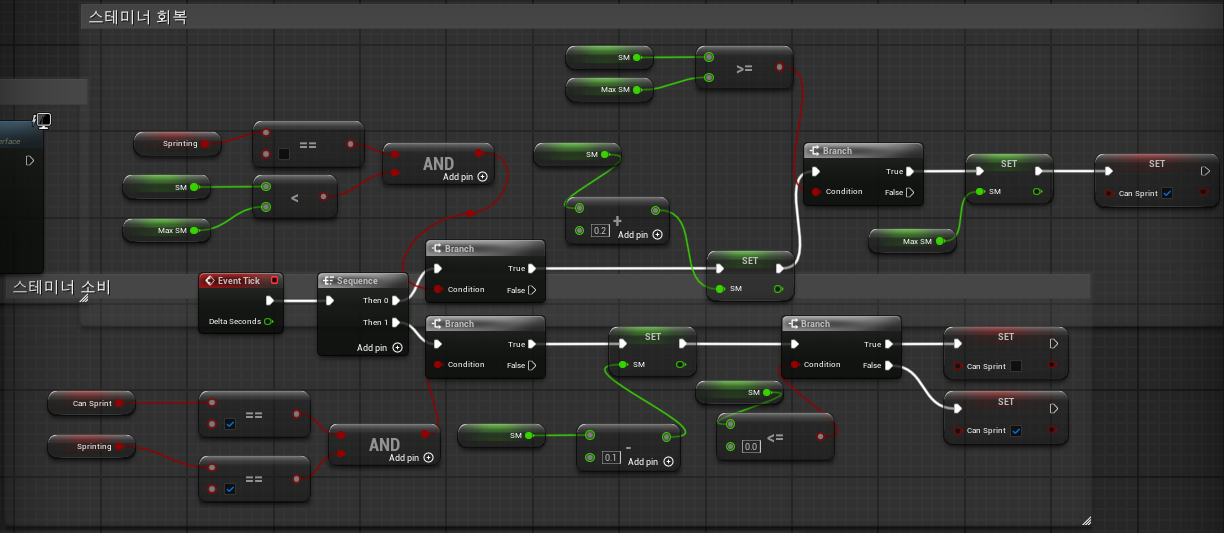 스테미너 회복
SM
Max SM
>=
erface
Sprinting
==
AND
Add pin
SM
<
Max SM
SM
+
0.2
Add pin
Branch
True
Condition
False
SET
SM
SET
Can Sprint
Max SM
Branch
True
Condition
False
SET
SM
스테미너 소비
Event Tick
Delta Seconds
Sequence
Then 0
Then 1
Add pin
Branch
True
Condition
False
SET
SM
Branch
True
Condition
False
SET
Can Sprint
SET
Can Sprint
Can Sprint
==
Sprinting
==
AND
Add pin
SM
-
0.1
Add pin
SM
0.0
<=